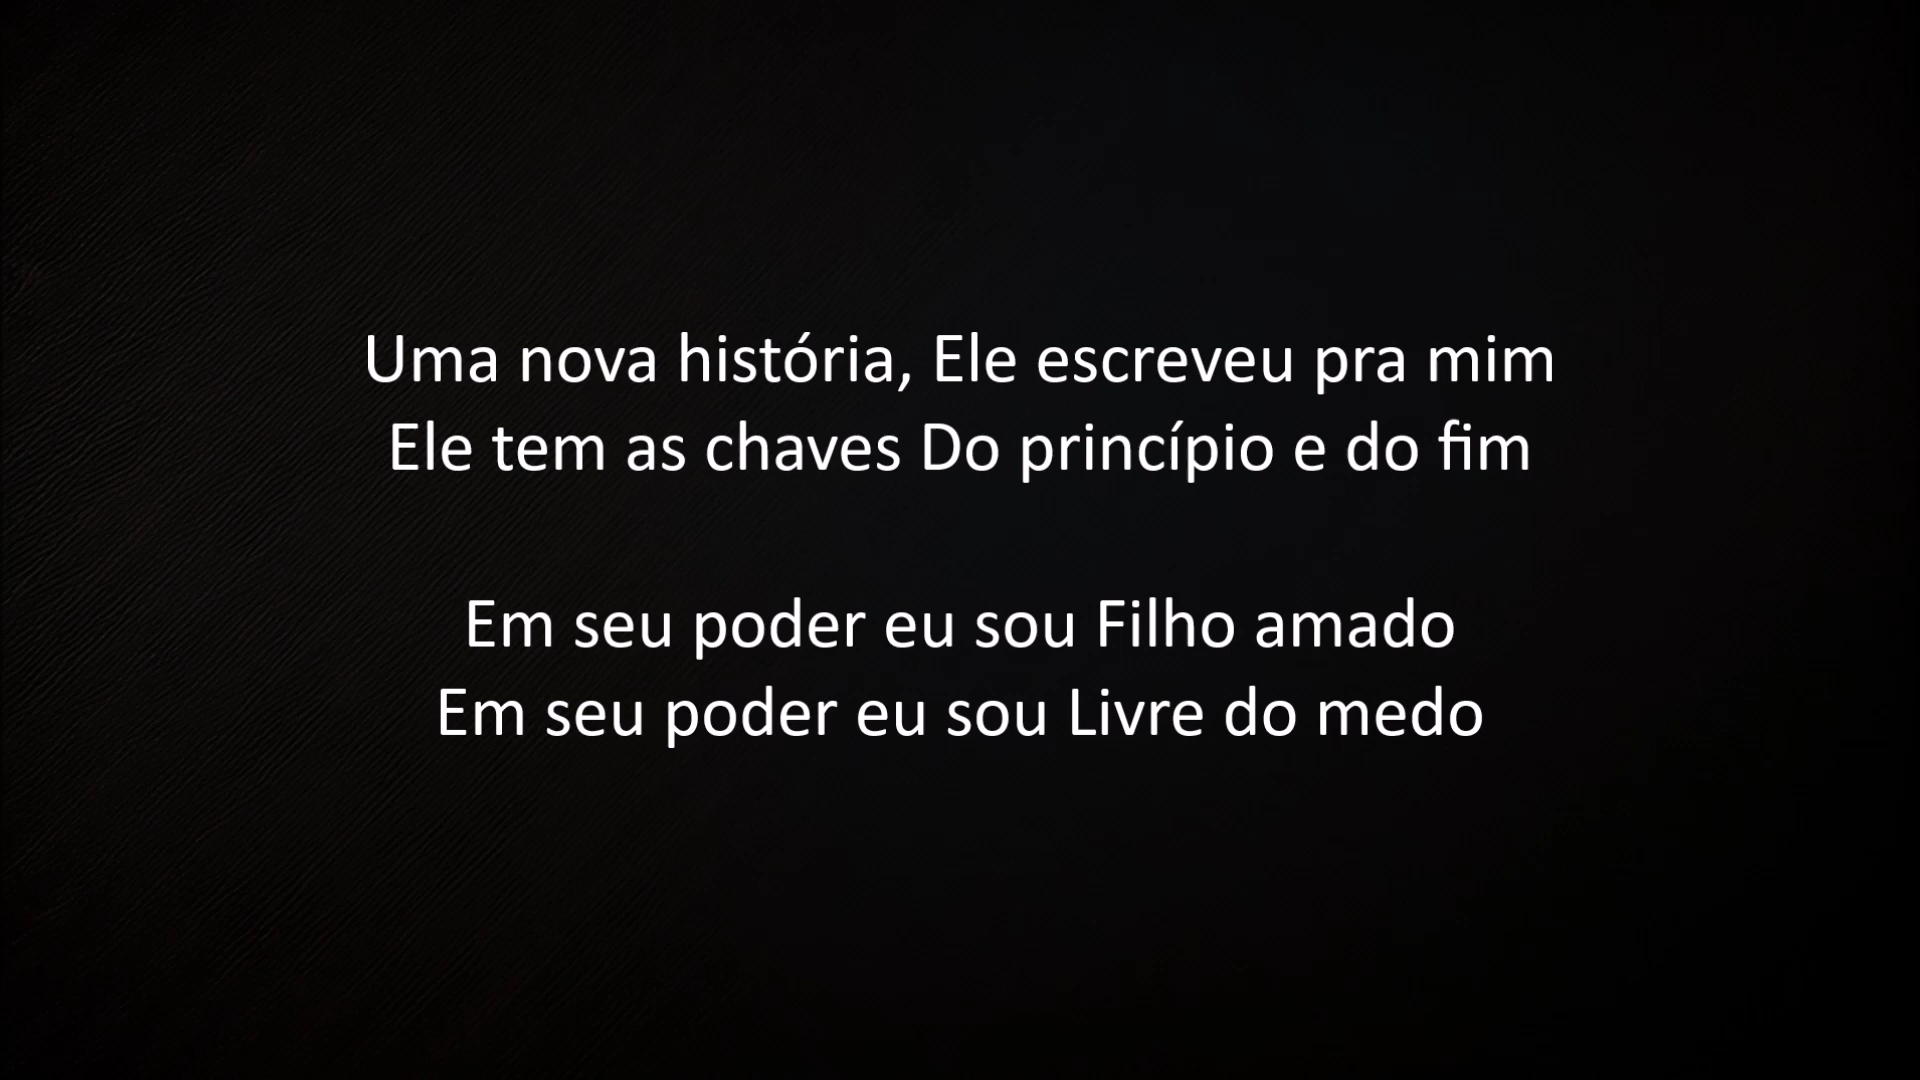 Uma nova história, Ele escreveu pra mim
Ele tem as chaves Do princípio e do fim
Em seu poder eu sou Filho amado
Em seu poder eu sou Livre do medo